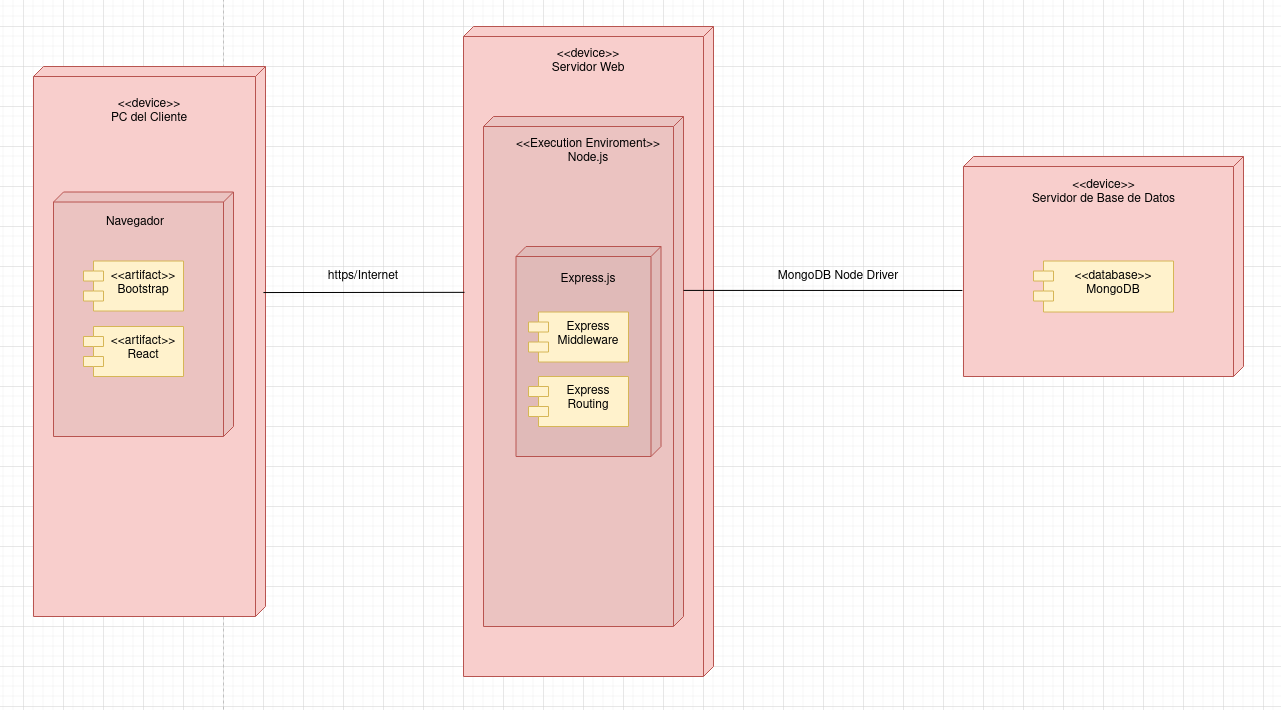 <<device>>
PC del Cliente
Navegador
<<artifact>>
Bootstrap
<<artifact>>
React
https/Internet
<<device>>
Servidor Web
<<Execution Enviroment>>
Node.js
Express.js
Express
Middleware
Express
Routing
MongoDB Node Driver
<<device>>
Servidor de Base de Datos
<<database>>
MongoDB